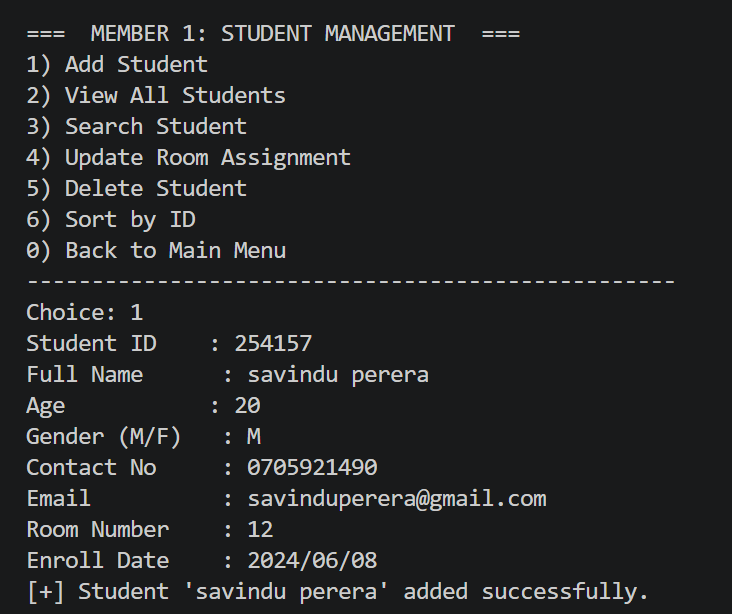 ===  MEMBER 1: STUDENT MANAGEMENT  ===
1) Add Student
2) View All Students
3) Search Student
4) Update Room Assignment
5) Delete Student
6) Sort by ID
0) Back to Main Menu
--------------------------------------------------
Choice: 1
Student ID    : 254157
Full Name      : savindu perera
Age           : 20
Gender (M/F)   : M
Contact No     : 0705921490
Email          : savinduperera@gmail.com
Room Number    : 12
Enroll Date    : 2024/06/08
[+] Student 'savindu perera' added successfully.